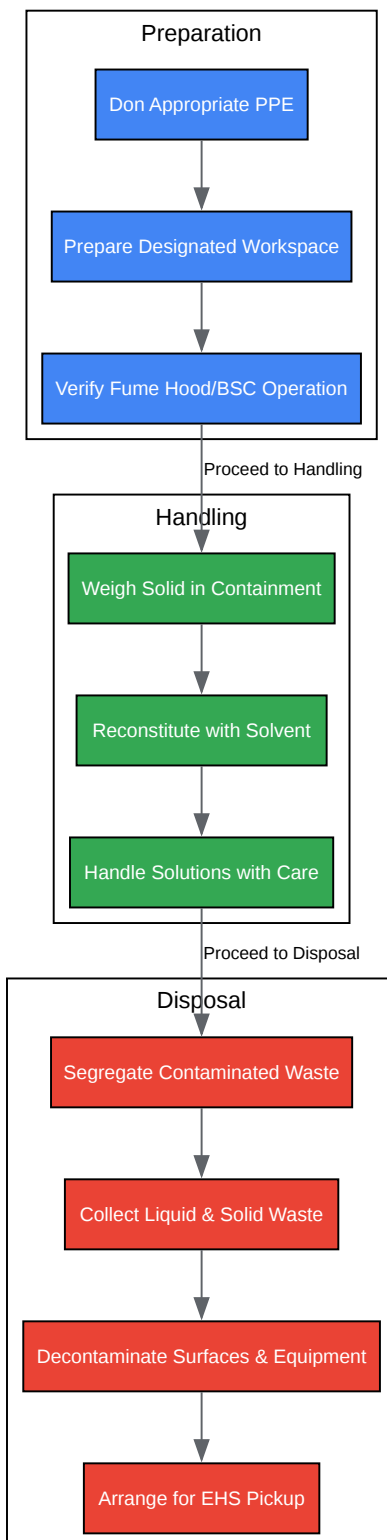 Preparation
Don Appropriate PPE
Prepare Designated Workspace
Verify Fume Hood/BSC Operation
Proceed to Handling
Handling
Weigh Solid in Containment
Reconstitute with Solvent
Handle Solutions with Care
Proceed to Disposal
Disposal
Segregate Contaminated Waste
Collect Liquid & Solid Waste
Decontaminate Surfaces & Equipment
Arrange for EHS Pickup